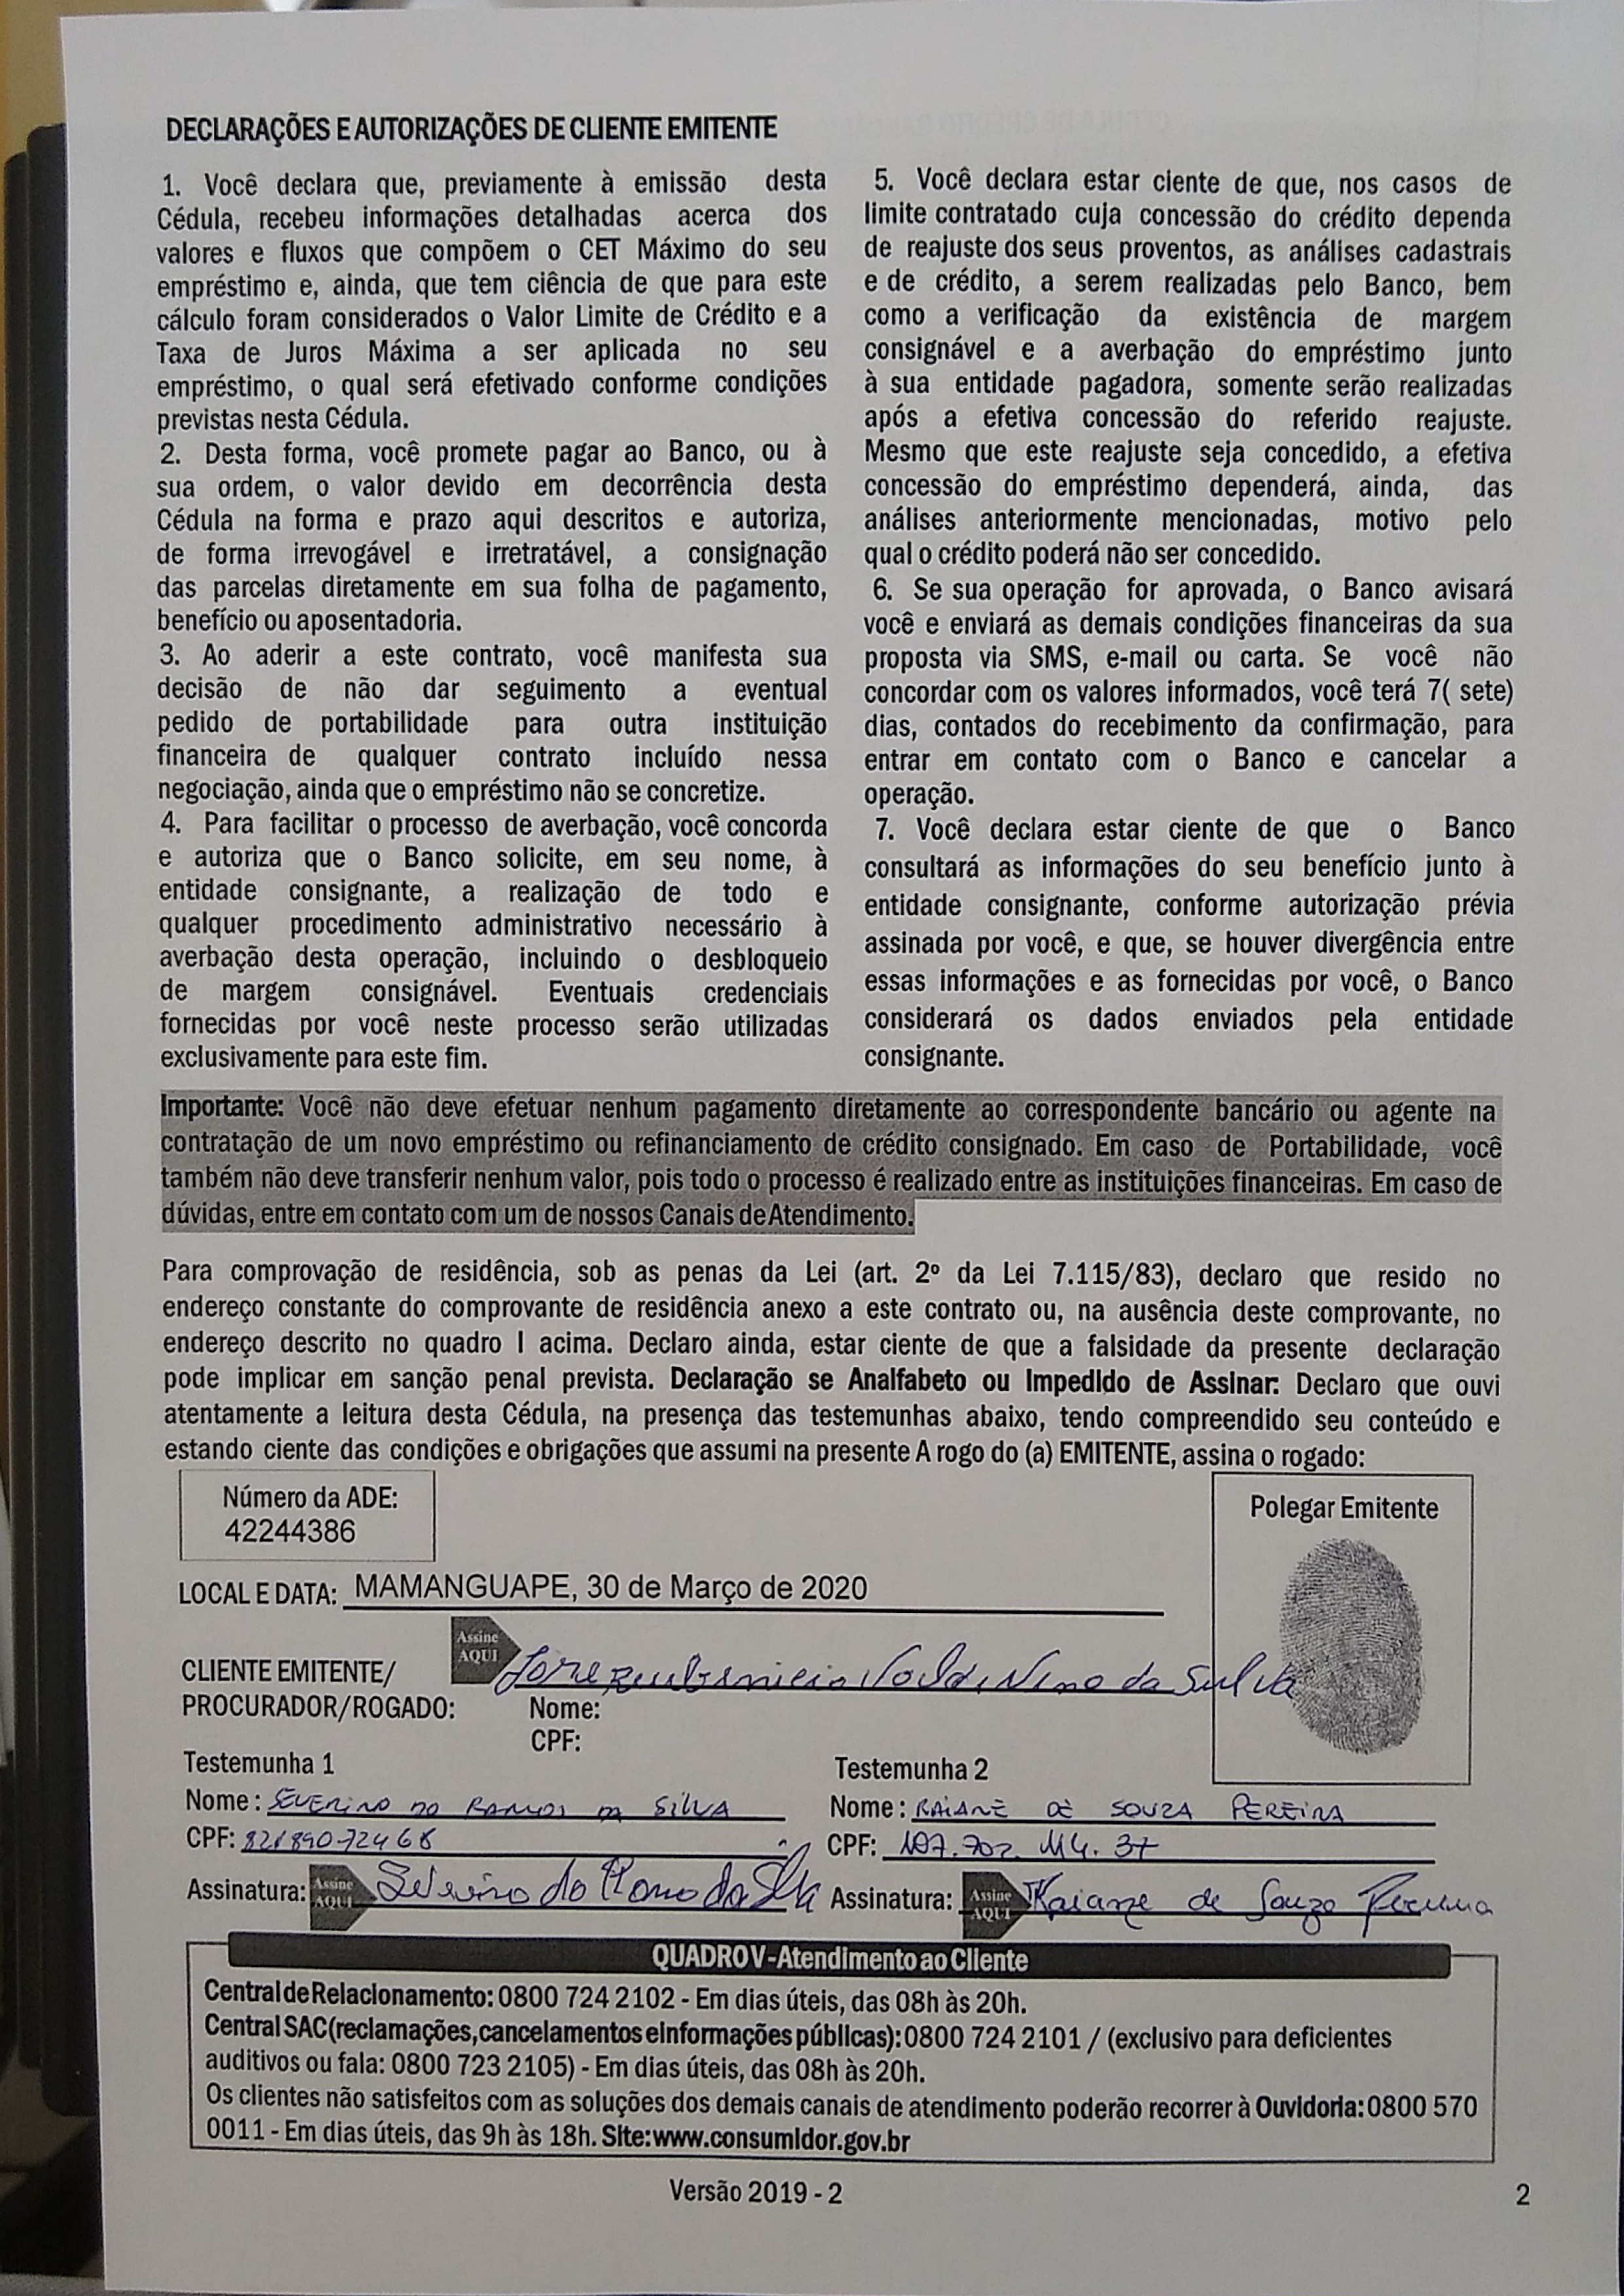 DECLARAÇÕES E AUTORIZAÇÕES DE CLIENTE EMITENTE
1. Você declara que, previamente à emissão desta
Cédula, recebeu informações detalhadas acerca dos
valores e fluxos que compõem o CET Máximo do seu
empréstimo e, ainda, que tem ciência de que para este
cálculo foram considerados o Valor Limite de Crédito e a
Taxa de Juros Máxima a ser aplicada no seu
empréstimo, o qual será efetivado conforme condições
previstas nesta Cédula.
2. Desta forma, você promete pagar ao Banco, ou à
sua ordem, o valor devido em decorrência desta
Cédula na forma e prazo aqui descritos e autoriza,
de forma irrevogável e irretratável, a consignação
das parcelas diretamente em sua folha de pagamento,
benefício ou aposentadoria.
3. Ao aderir a este contrato, você manifesta sua
decisão de não dar seguimento a eventual
pedido de portabilidade para outra instituição
financeira de qualquer contrato incluído nessa
negociação, ainda que o empréstimo não se concretize.
4. Para facilitar o processo de averbação, você concorda
e autoriza que o Banco solicite, em seu nome, à
entidade consignante, a realização de todo e
qualquer procedimento administrativo necessário à
averbação desta operação, incluindo o desbloqueio
de margem consignável. Eventuais credenciais
fornecidas por você neste processo serão utilizadas
exclusivamente para este fim.
5. Você declara estar ciente de que, nos casos de
limite contratado cuja concessão do crédito dependa
de reajuste dos seus proventos, as análises cadastrais
e de crédito, a serem realizadas pelo Banco, bem
como a verificação da existência de margem
consignável e a averbação do empréstimo junto
à sua entidade pagadora, somente serão realizadas
após a efetiva concessão do referido reajuste.
Mesmo que este reajuste seja concedido, a efetiva
concessão do empréstimo dependerá, ainda, das
análises anteriormente mencionadas, motivo pelo
qual o crédito poderá não ser concedido.
6. Se sua operação for aprovada, o Banco avisará
você e enviará as demais condições financeiras da sua
proposta via SMS, e-mail ou carta. Se você não
concordar com os valores informados, você terá 7( sete)
dias, contados do recebimento da confirmação, para
entrar em contato com o Banco e cancelar a
operação.
7. Você declara estar ciente de que o Banco
consultará as informações do seu benefício junto à
entidade consignante, conforme autorização prévia
assinada por você, e que, se houver divergência entre
essas informações e as fornecidas por você, o Banco
considerará os dados enviados pela entidade
consignante.
Importante: Você não deve efetuar nenhum pagamento diretamente ao correspondente bancário ou agente na
contratação de um novo empréstimo ou refinanciamento de crédito consignado. Em caso de Portabilidade, você
também não deve transferir nenhum valor, pois todo o processo é realizado entre as instituições financeiras. Em caso de
dúvidas, entre em contato com um de nossos Canais de Atendimento.
Para comprovação de residência, sob as penas da Lei (art. 2º da Lei 7.115/83), declaro que resido no
endereço constante do comprovante de residência anexo a este contrato ou, na ausência deste comprovante, no
endereço descrito no quadro I acima. Declaro ainda, estar ciente de que a falsidade da presente declaração
pode implicar em sanção penal prevista. Declaração se Analfabeto ou Impedido de Assinar: Declaro que ouvi
atentamente a leitura desta Cédula, na presença das testemunhas abaixo, tendo compreendido seu conteúdo e
estando ciente das condições e obrigações que assumi na presente A rogo do (a) EMITENTE, assina o rogado:
Número da ADE:
42244386
Polegar Emitente
LOCAL E DATA: MAMANGUAPE, 30 de Março de 2020
Assine
AQUI
CLIENTE EMITENTE/
PROCURADOR/ROGADO:
da Silva
Nome:
CPF:
Testemunha 1
Nome: SEVERINO DO RAMOS DA SILVA
CPF: 82189072468
Assinatura: Assine AQUI Severino do Ramo da Silva
Testemunha 2
Nome: RAIANE DE SOUZA PEREIRA
CPF: 107.702.114.37
Assinatura: Assine AQUI Raiane de Souza Pereira
QUADRO V - Atendimento ao Cliente
Central de Relacionamento: 0800 724 2102 - Em dias úteis, das 08h às 20h.
Central SAC (reclamações, cancelamentos e informações públicas): 0800 724 2101 / (exclusivo para deficientes
auditivos ou fala: 0800 723 2105) - Em dias úteis, das 08h às 20h.
Os clientes não satisfeitos com as soluções dos demais canais de atendimento poderão recorrer à Ouvidoria: 0800 570
0011 - Em dias úteis, das 9h às 18h. Site: www.consumidor.gov.br
Versão 2019 - 2
2